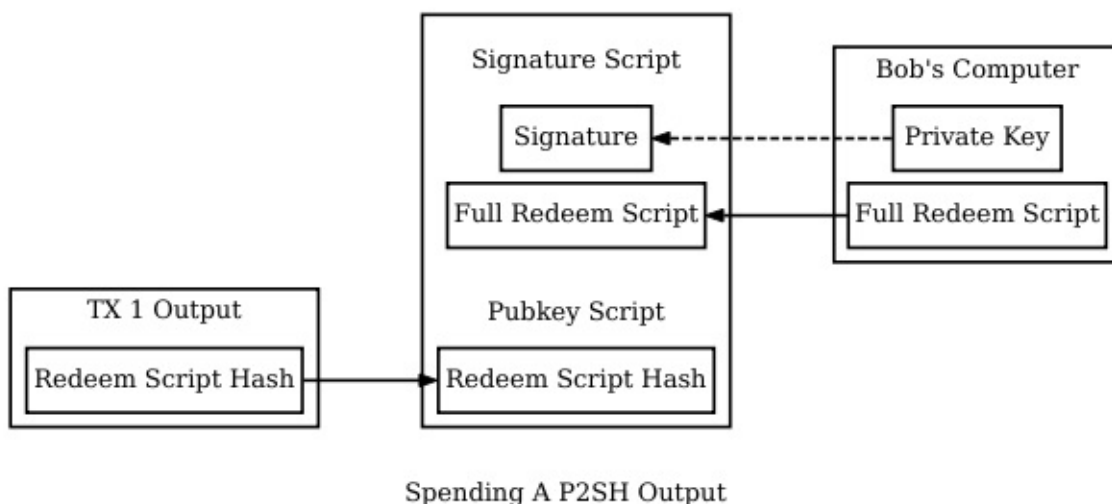 Signature Script
Signature
Full Redeem Script
Pubkey Script
Redeem Script Hash
Bob's Computer
Private Key
Full Redeem Script
TX 1 Output
Redeem Script Hash
Spending A P2SH Output